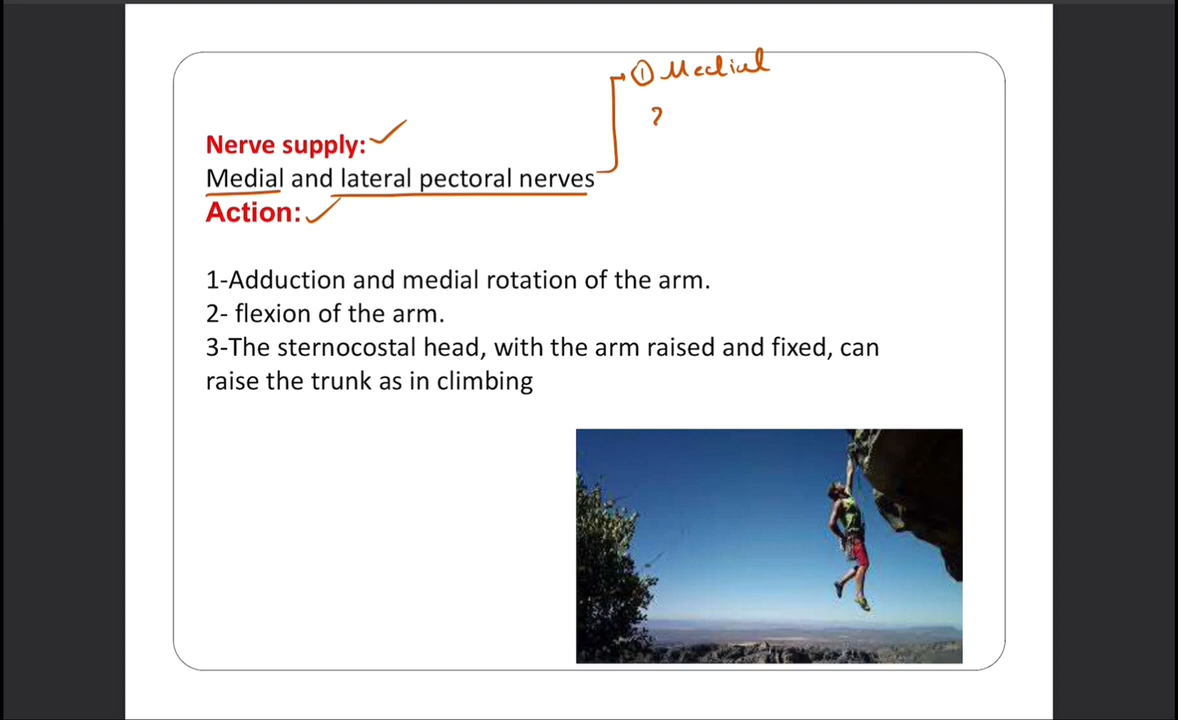 ① Medial
?
Nerve supply:
Medial and lateral pectoral nerves
Action:
1-Adduction and medial rotation of the arm.
2- flexion of the arm.
3-The sternocostal head, with the arm raised and fixed, can
raise the trunk as in climbing